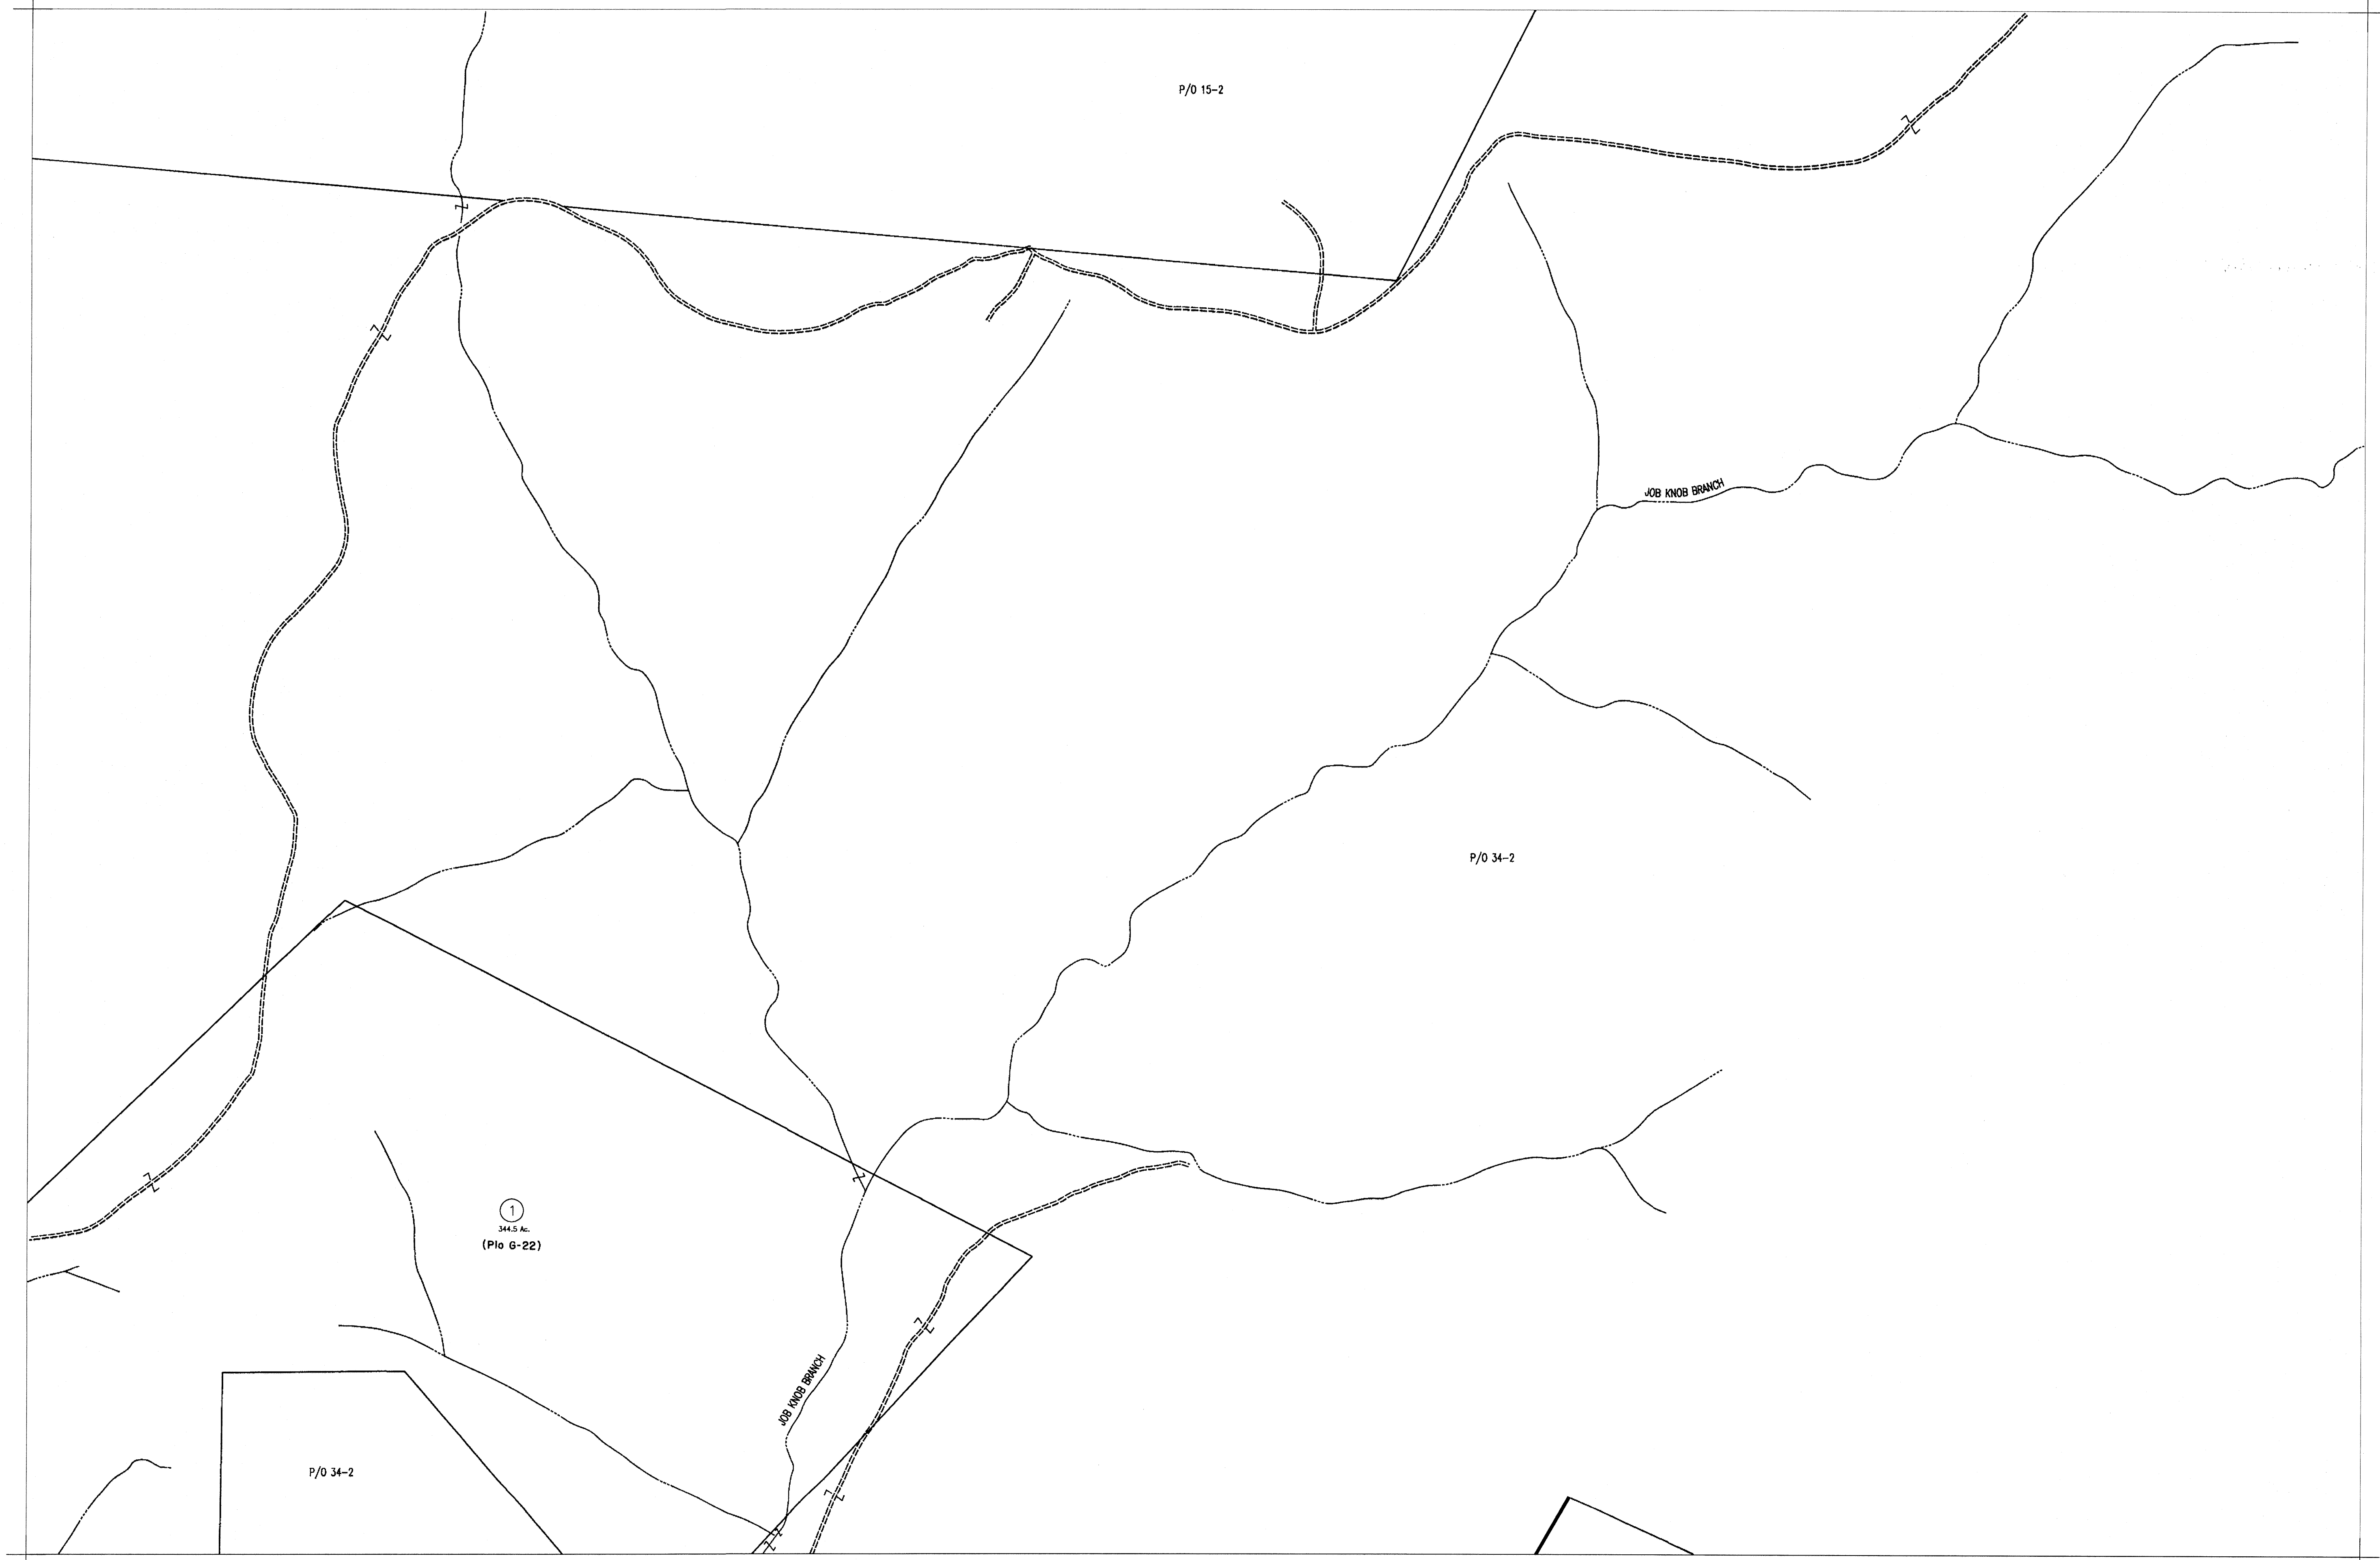 P/O 15-2
JOB KNOB BRANCH
P/O 34-2
1
344.5 Ac.
(P/o G-22)
JOB KNOB BRANCH
P/O 34-2